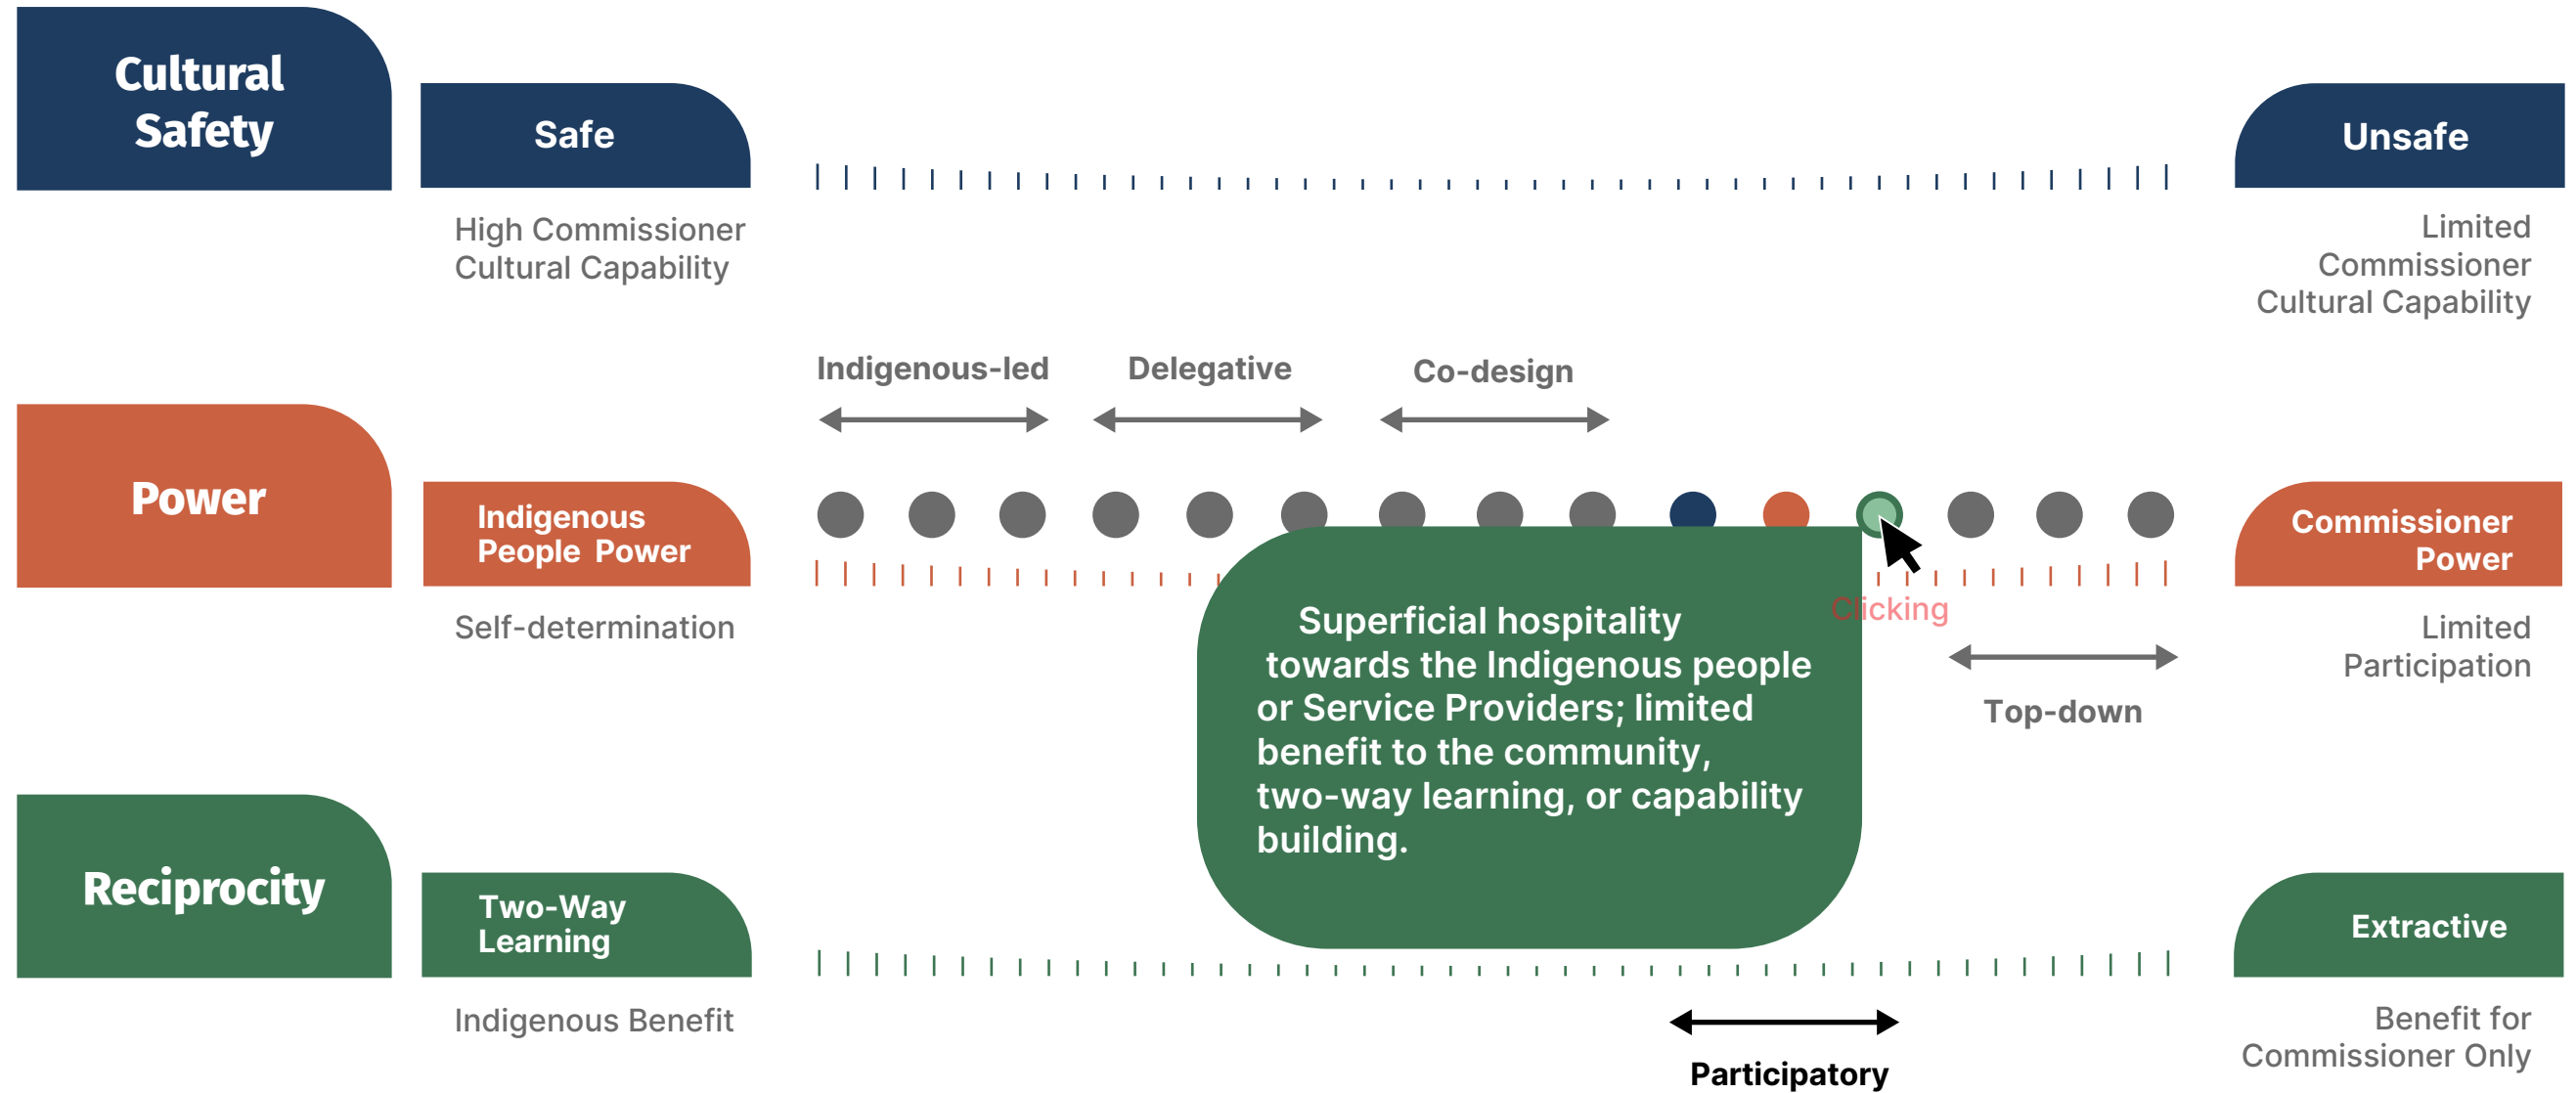 Cultural
Safety
Safe
Unsafe
High Commissioner
Cultural Capability
Limited
Commissioner
Cultural Capability
Indigenous-led
Delegative
Co-design
Power
Indigenous
People Power
Commissioner
Power
Self-determination
Clicking
Limited
Participation
Top-down
Superficial hospitality
towards the Indigenous people
or Service Providers; limited
benefit to the community,
two-way learning, or capability
building.
Reciprocity
Two-Way
Learning
Extractive
Indigenous Benefit
Benefit for
Commissioner Only
Participatory